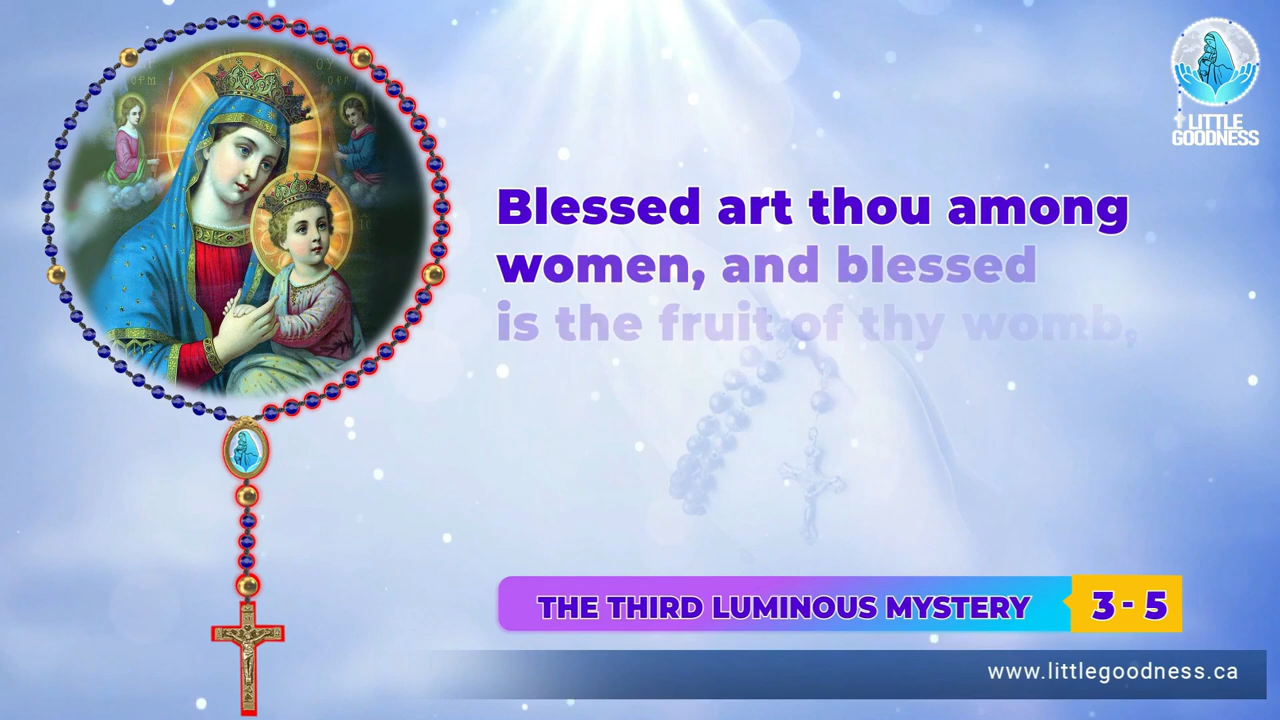 LITTLE
GOODNESS
Blessed art thou among
women, and blessed
is the fruit of thy womb,
THE THIRD LUMINOUS MYSTERY
3 - 5
www.littlegoodness.ca